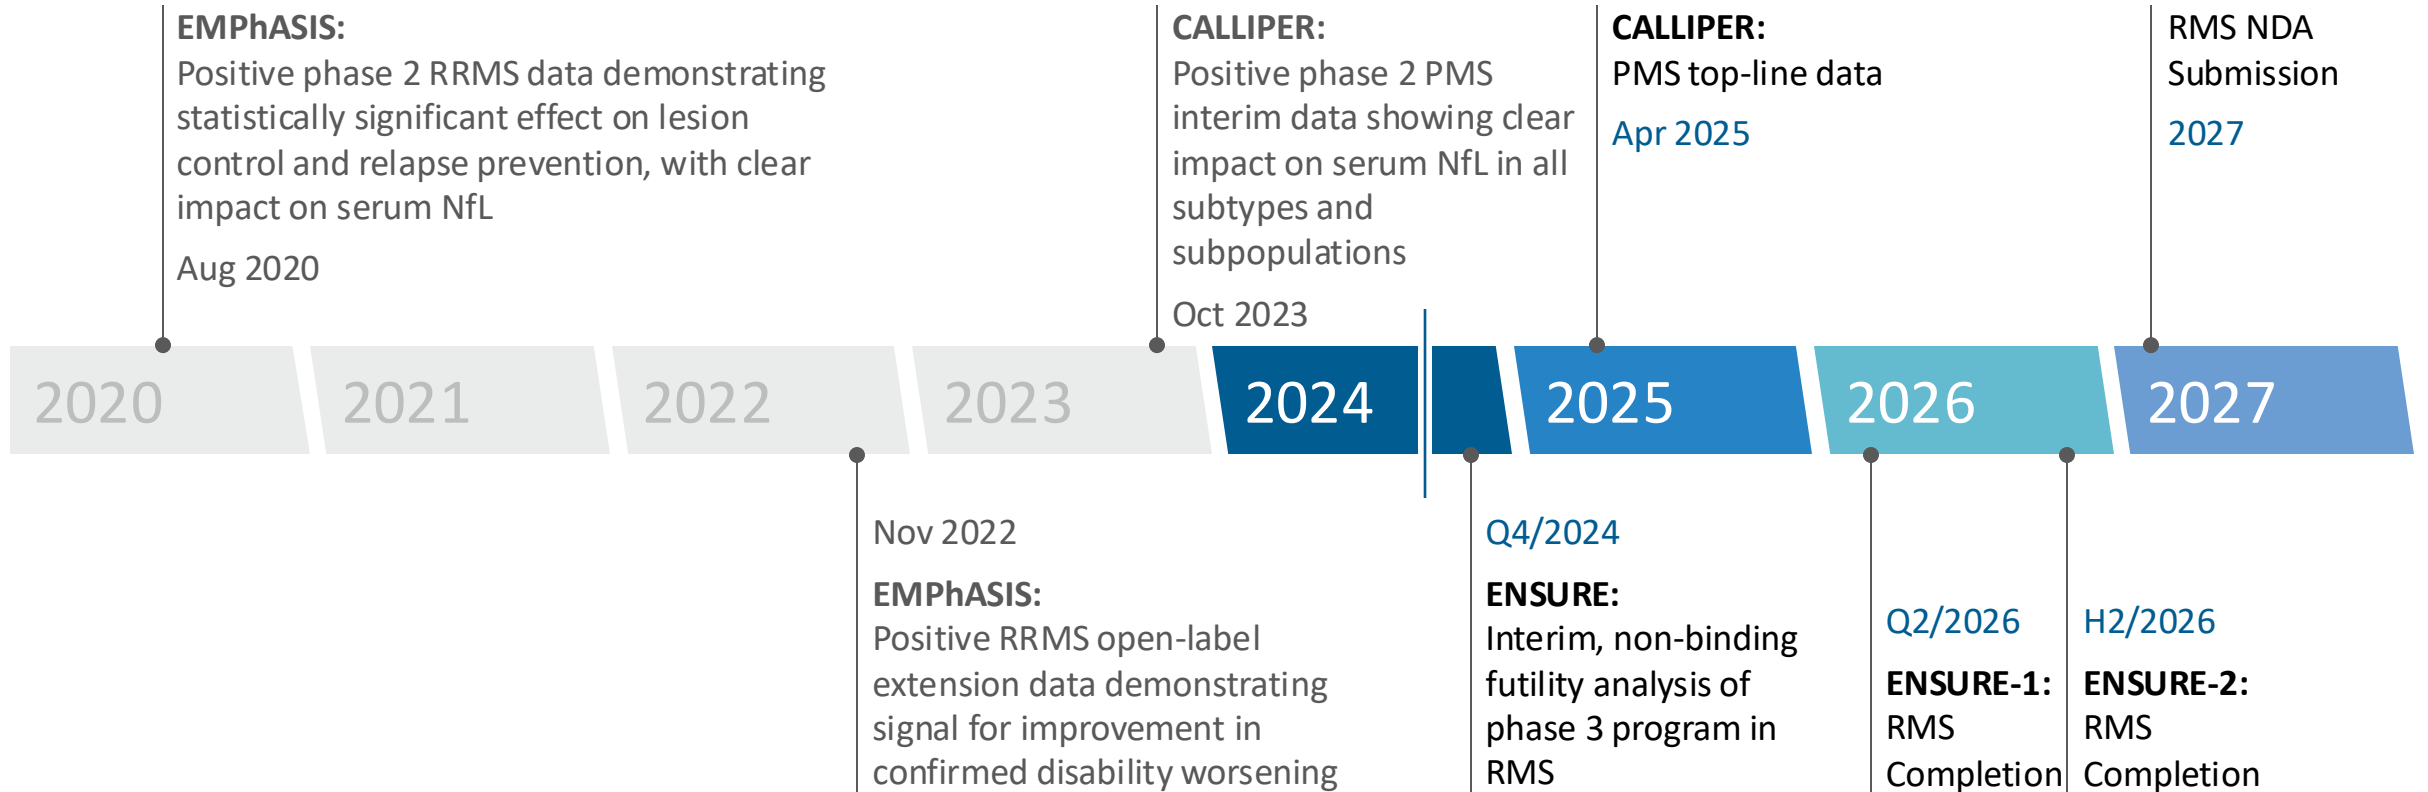 EMPhASIS:
Positive phase 2 RRMS data demonstrating
statistically significant effect on lesion
control and relapse prevention, with clear
impact on serum NfL
Aug 2020
CALLIPER:
Positive phase 2 PMS
interim data showing clear
impact on serum NfL in all
subtypes and
subpopulations
Oct 2023
CALLIPER:
PMS top-line data
Apr 2025
RMS NDA
Submission
2027
2020
2021
2022
2023
2024
2025
2026
2027
Nov 2022
EMPhASIS:
Positive RRMS open-label
extension data demonstrating
signal for improvement in
confirmed disability worsening
Q4/2024
ENSURE:
Interim, non-binding
futility analysis of
phase 3 program in
RMS
Q2/2026
ENSURE-1:
RMS
Completion
H2/2026
ENSURE-2:
RMS
Completion